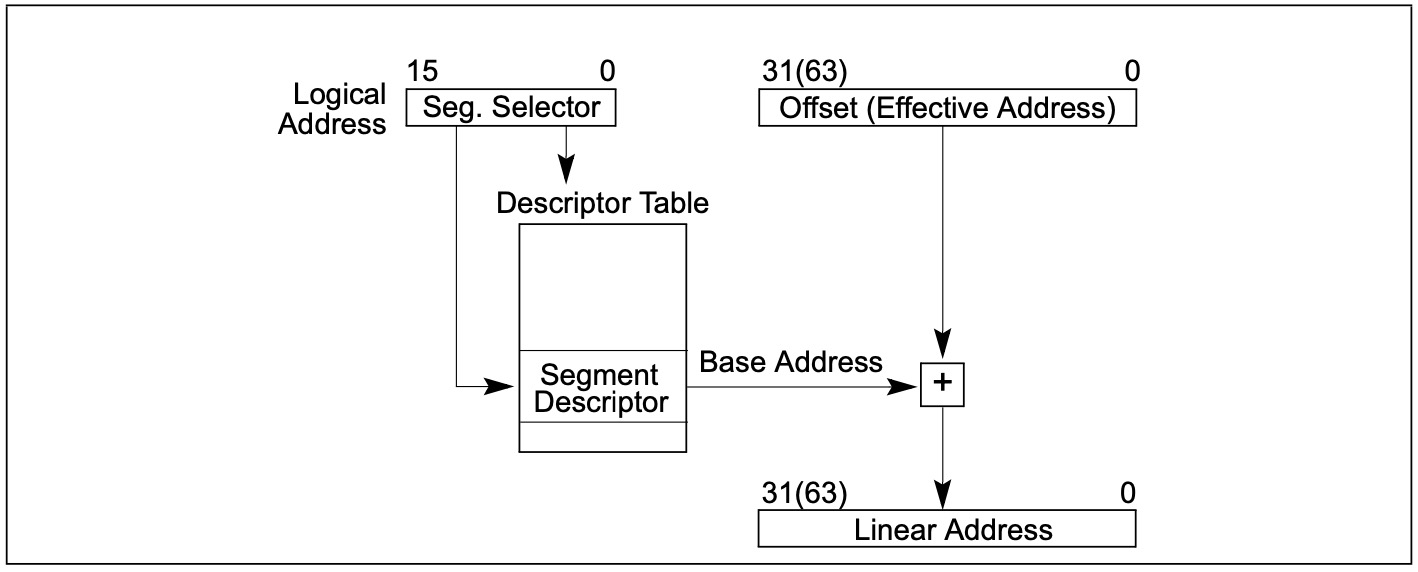 15 0
31(63) 0
Logical
Address
Seg. Selector
Offset (Effective Address)
Descriptor Table
Base Address
Segment
Descriptor
+
31(63) 0
Linear Address